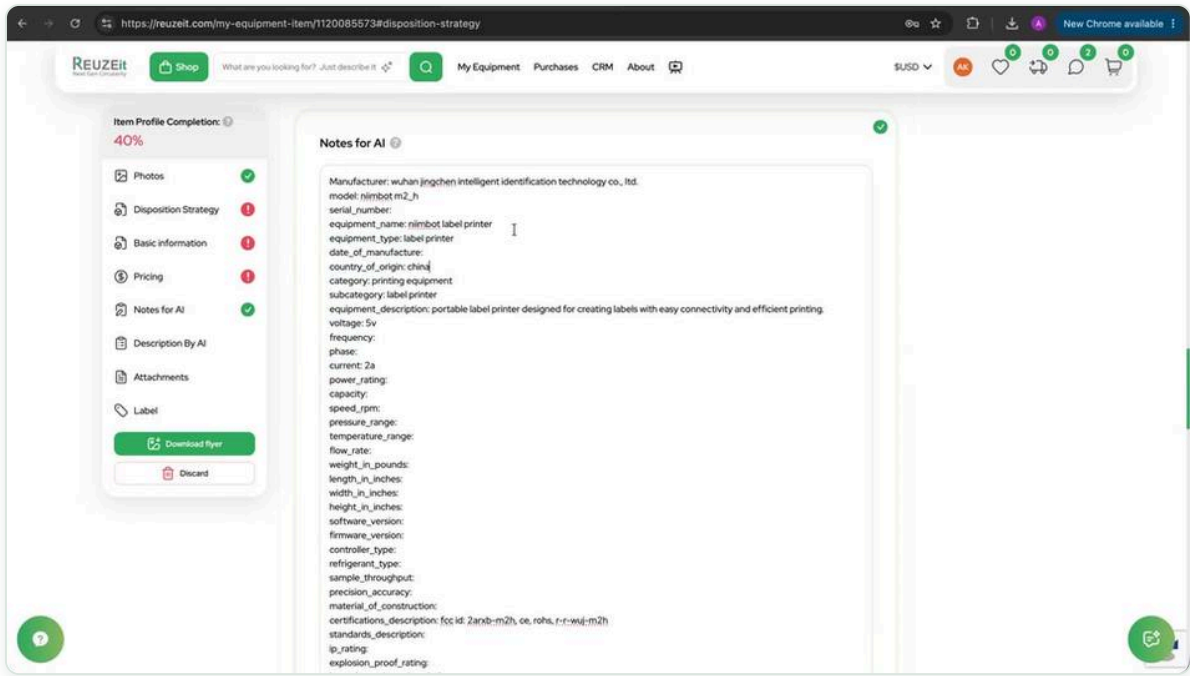 https://reuzeit.com/my-equipment-item/1120085573#disposition-strategy
New Chrome available
REUZEit
Next Gen Circularity
Shop
What are you looking for? Just describe it
My Equipment
Purchases
CRM
About
$USD
AK
0
0
2
0
Item Profile Completion:
40%
Photos
Disposition Strategy
Basic information
Pricing
Notes for AI
Description By AI
Attachments
Label
Download flyer
Discard
Notes for AI
Manufacturer: wuhan jingchen intelligent identification technology co., ltd.
model: niimbot m2_h
serial_number:
equipment_name: niimbot label printer
equipment_type: label printer
date_of_manufacture:
country_of_origin: china
category: printing equipment
subcategory: label printer
equipment_description: portable label printer designed for creating labels with easy connectivity and efficient printing.
voltage: 5v
frequency:
phase:
current: 2a
power_rating:
capacity:
speed_rpm:
pressure_range:
temperature_range:
flow_rate:
weight_in_pounds:
length_in_inches:
width_in_inches:
height_in_inches:
software_version:
firmware_version:
controller_type:
refrigerant_type:
sample_throughput:
precision_accuracy:
material_of_construction:
certifications_description: fcc id: 2arxb-m2h, ce, rohs, r-r-wuj-m2h
standards_description:
ip_rating:
explosion_proof_rating: